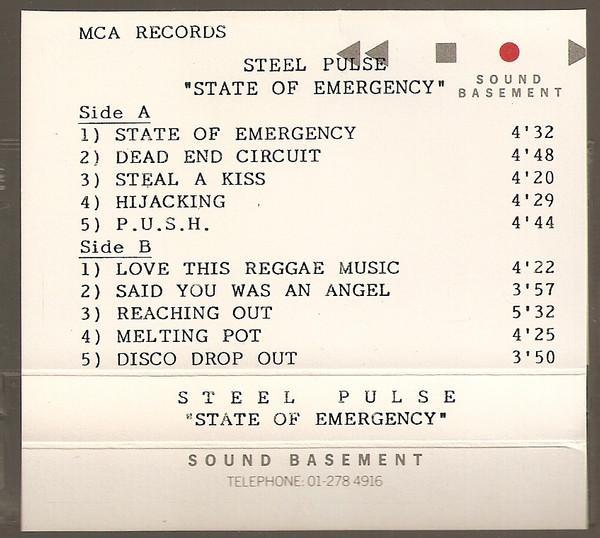 MCA RECORDS
STEEL PULSE
"STATE OF EMERGENCY"
SOUND
BASEMENT
Side A
1) STATE OF EMERGENCY 4'32
2) DEAD END CIRCUIT 4'48
3) STEAL A KISS 4'20
4) HIJACKING 4'29
5) P.U.S.H. 4'44
Side B
1) LOVE THIS REGGAE MUSIC 4'22
2) SAID YOU WAS AN ANGEL 3'57
3) REACHING OUT 5'32
4) MELTING POT 4'25
5) DISCO DROP OUT 3'50
STEEL PULSE
"STATE OF EMERGENCY"
SOUND BASEMENT
TELEPHONE: 01-278 4916